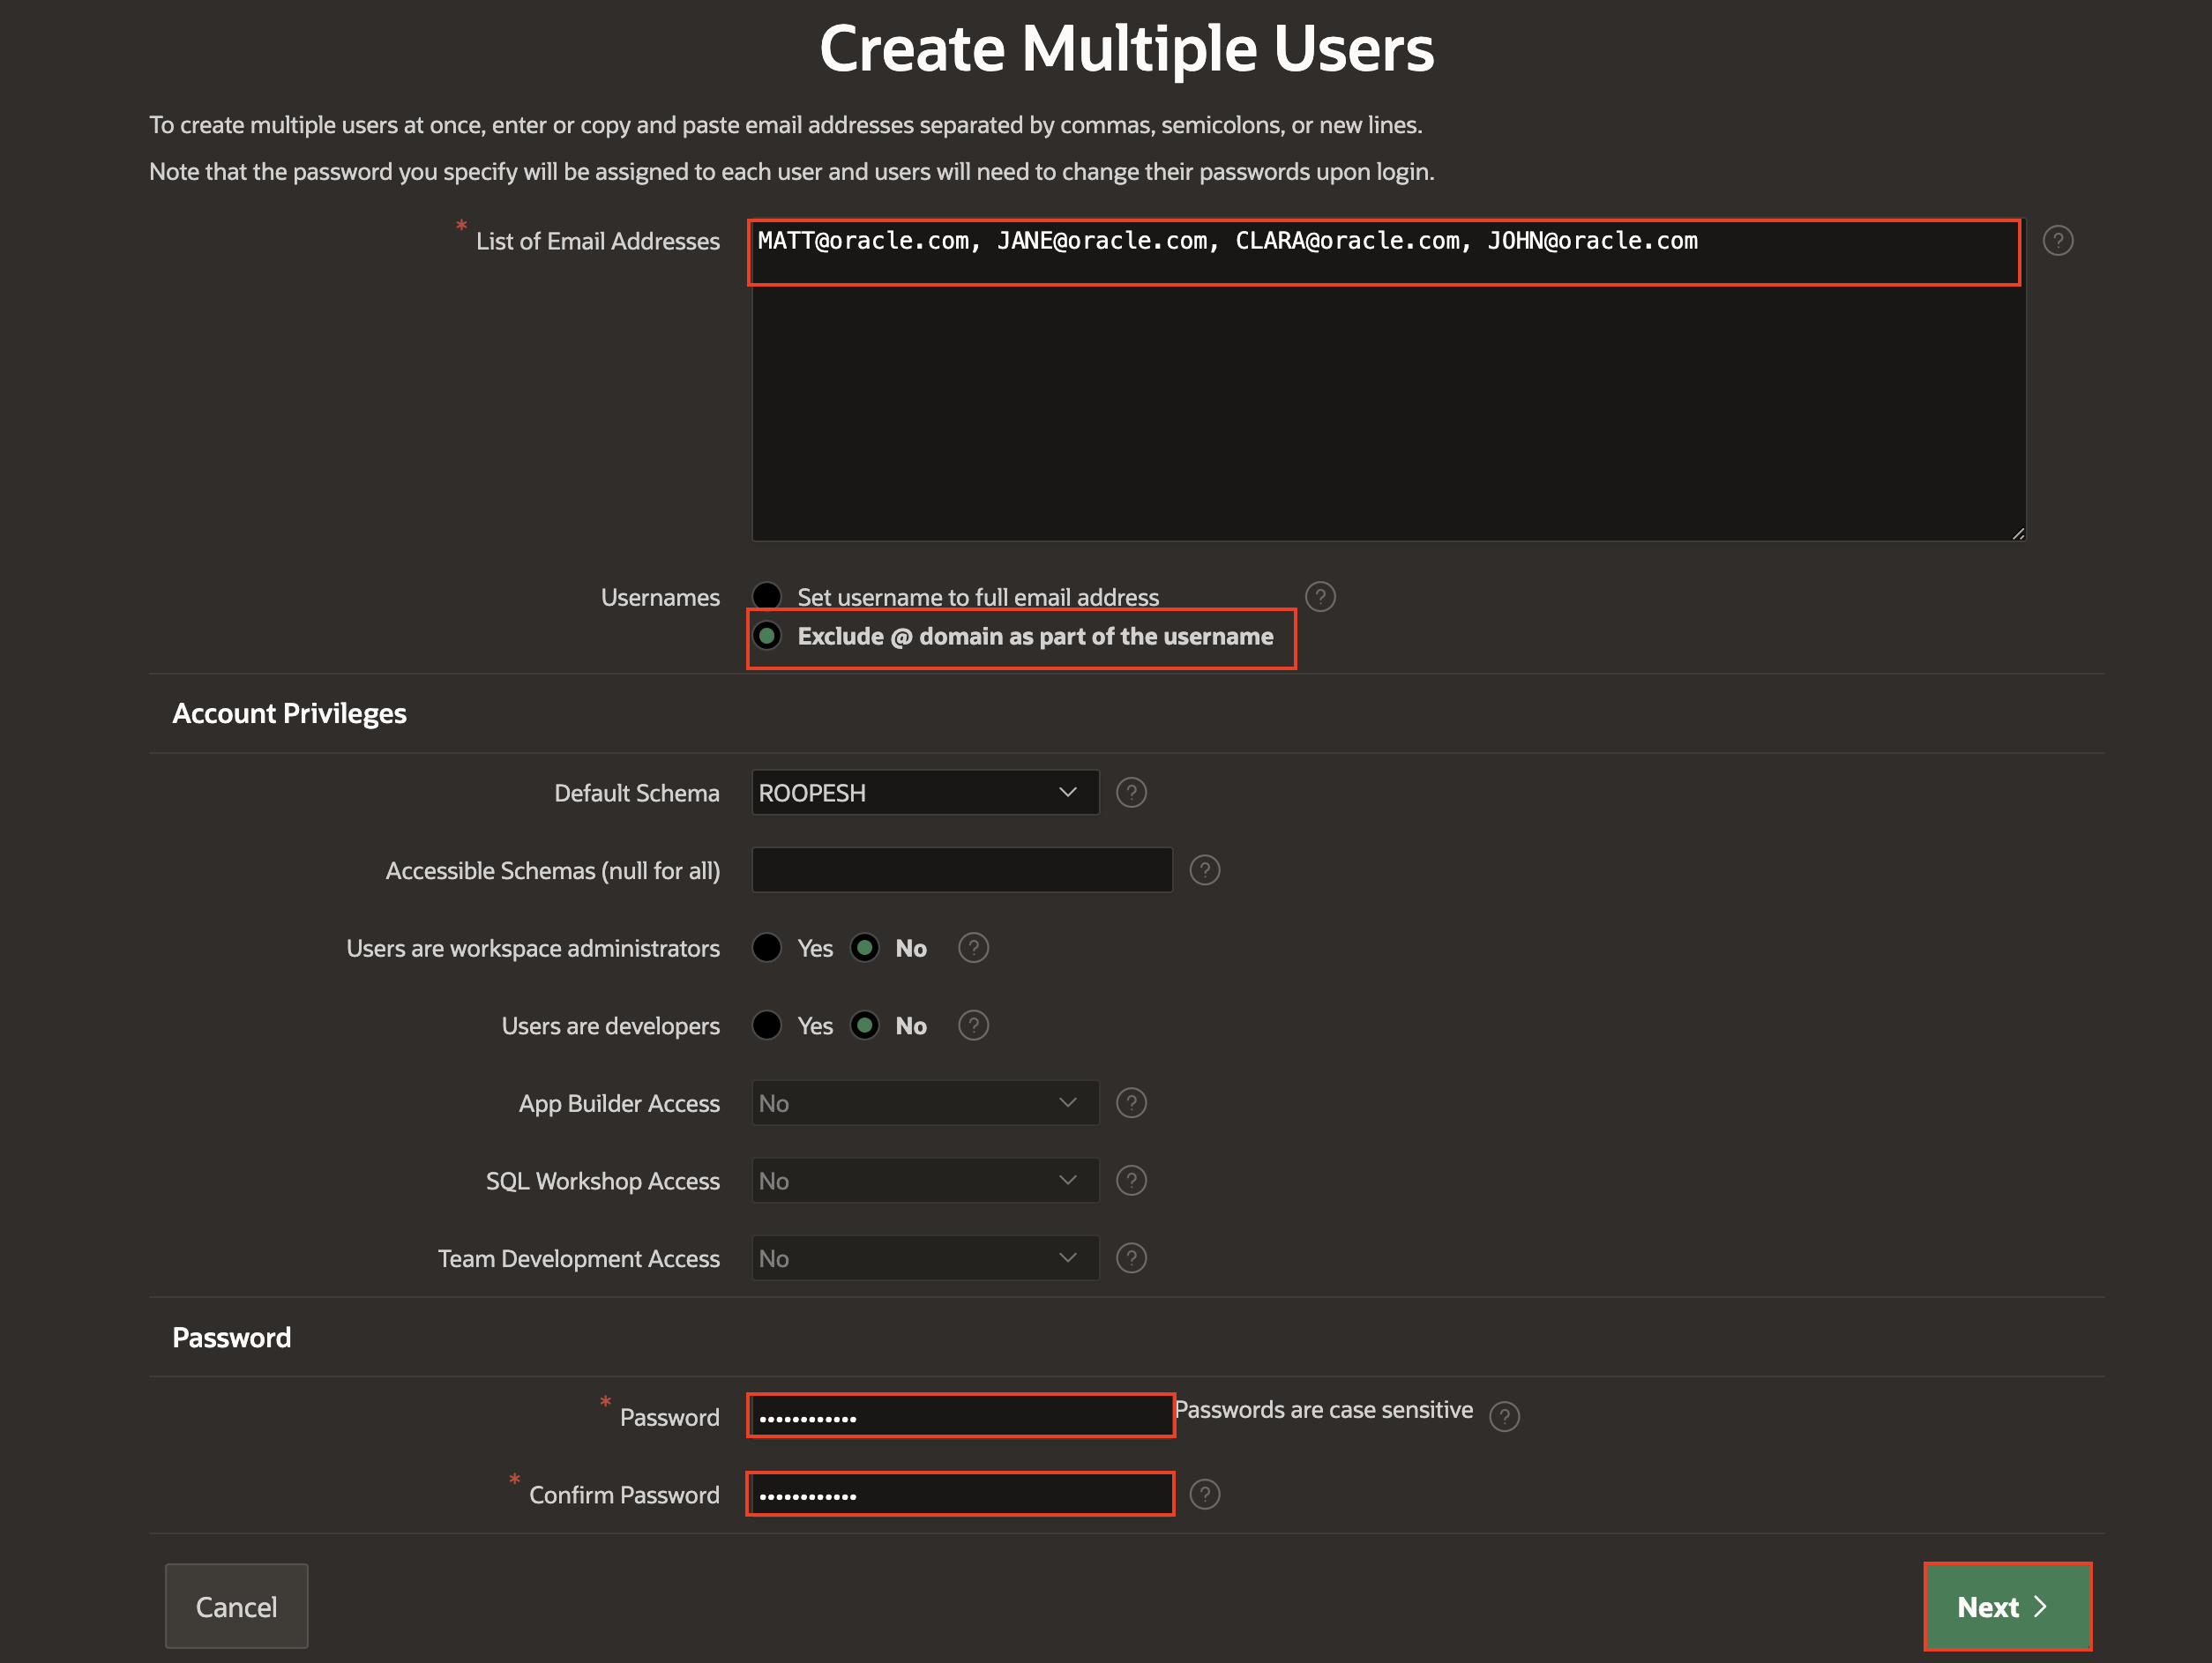 Create Multiple Users
To create multiple users at once, enter or copy and paste email addresses separated by commas, semicolons, or new lines.
Note that the password you specify will be assigned to each user and users will need to change their passwords upon login.
* List of Email Addresses MATT@oracle.com, JANE@oracle.com, CLARA@oracle.com, JOHN@oracle.com ?
Usernames Set username to full email address ?
Exclude @ domain as part of the username
Account Privileges
Default Schema ROOPESH ?
Accessible Schemas (null for all) ?
Users are workspace administrators Yes No ?
Users are developers Yes No ?
App Builder Access No ?
SQL Workshop Access No ?
Team Development Access No ?
Password
* Password •••••••••••• Passwords are case sensitive ?
* Confirm Password •••••••••••• ?
Cancel Next >